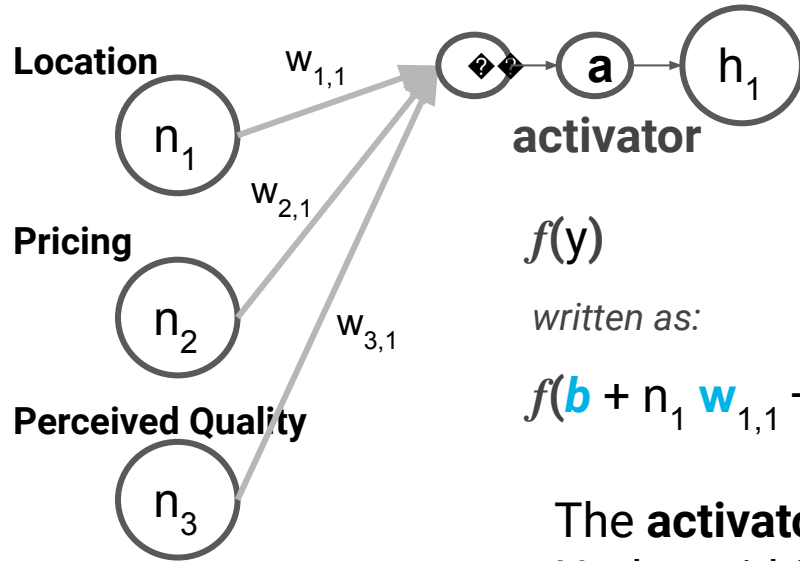 Location
w1,1
n1
�� a h1
activator
w2,1
Pricing
n2
f(y)
written as:
w3,1
f(b + n1 w1,1
Perceived Quality
n3
The activato